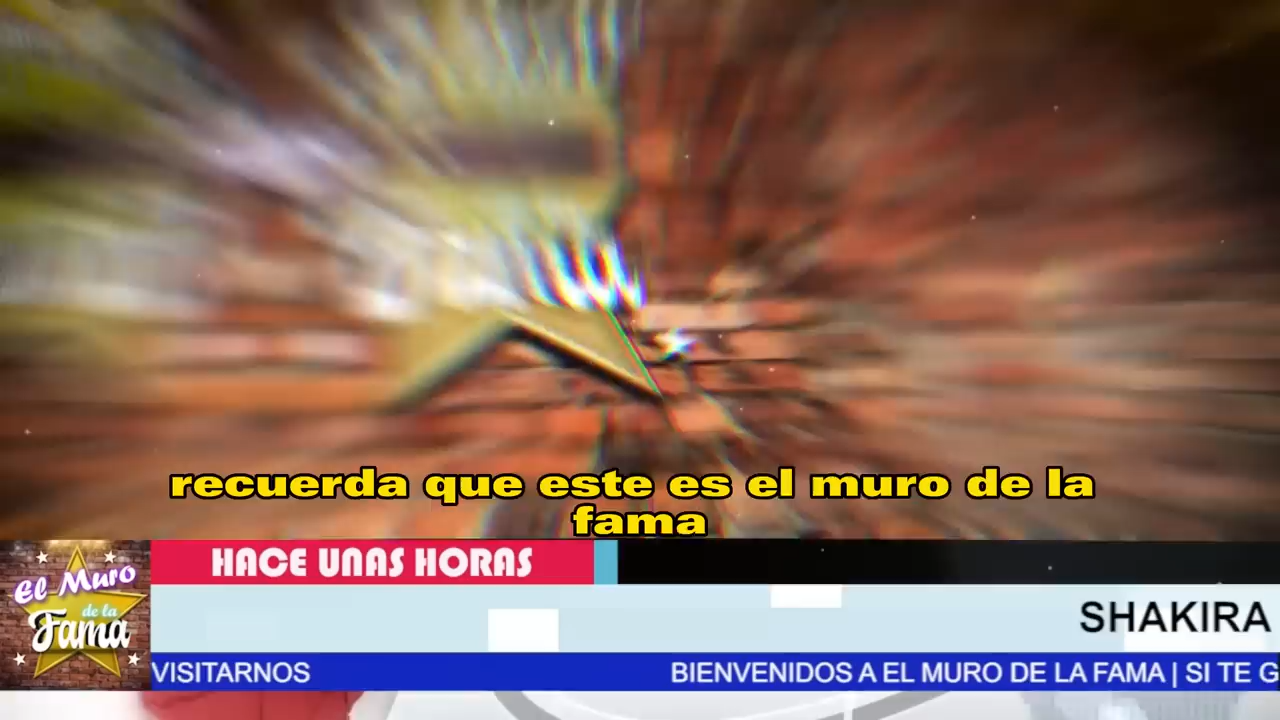 recuerda que este es el muro de la
fama
HACE UNAS HORAS
El Muro
de la
Fama
SHAKIRA
VISITARNOS
BIENVENIDOS A EL MURO DE LA FAMA | SI TE G